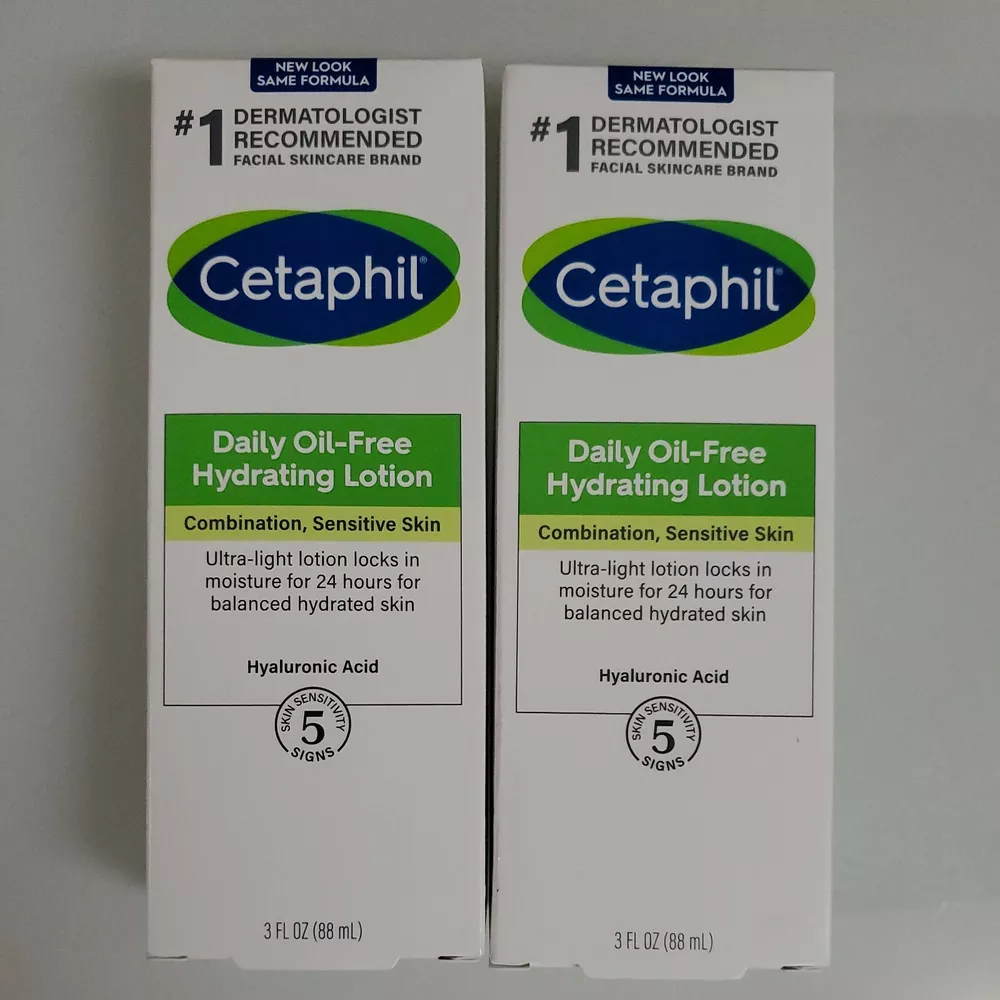 NEW LOOK
SAME FORMULA
#1 DERMATOLOGIST
RECOMMENDED
FACIAL SKINCARE BRAND
Cetaphil®
Daily Oil-Free
Hydrating Lotion
Combination, Sensitive Skin
Ultra-light lotion locks in
moisture for 24 hours for
balanced hydrated skin
Hyaluronic Acid
SKIN SENSITIVITY
5
SIGNS
3 FL OZ (88 mL)
NEW LOOK
SAME FORMULA
#1 DERMATOLOGIST
RECOMMENDED
FACIAL SKINCARE BRAND
Cetaphil®
Daily Oil-Free
Hydrating Lotion
Combination, Sensitive Skin
Ultra-light lotion locks in
moisture for 24 hours for
balanced hydrated skin
Hyaluronic Acid
SKIN SENSITIVITY
5
SIGNS
3 FL OZ (88 mL)